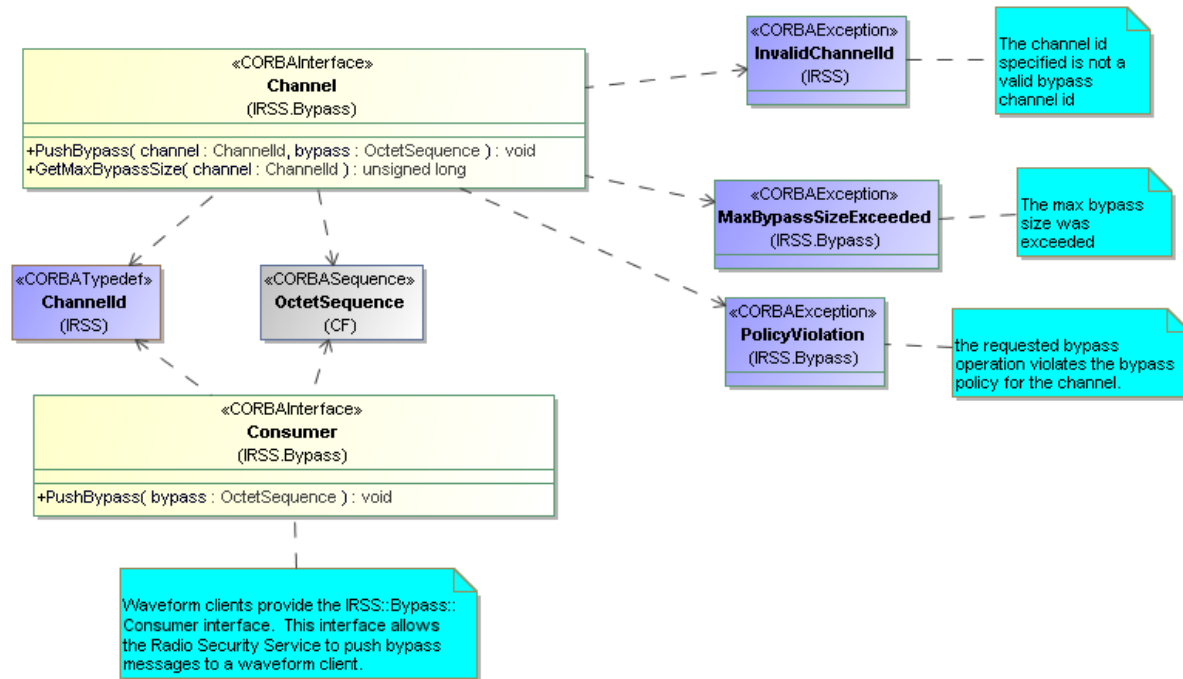 «CORBAInterface»
Channel
(IRSS.Bypass)
+PushBypass( channel : ChannelId, bypass : OctetSequence ) : void
+GetMaxBypassSize( channel : ChannelId ) : unsigned long
«CORBAException»
InvalidChannelId
(IRSS)
The channel id
specified is not a
valid bypass
channel id
«CORBAException»
MaxBypassSizeExceeded
(IRSS.Bypass)
The max bypass
size was
exceeded
«CORBATypedef»
ChannelId
(IRSS)
«CORBASequence»
OctetSequence
(CF)
«CORBAException»
PolicyViolation
(IRSS.Bypass)
the requested bypass
operation violates the bypass
policy for the channel.
«CORBAInterface»
Consumer
(IRSS.Bypass)
+PushBypass( bypass : OctetSequence ) : void
Waveform clients provide the IRSS::Bypass::
Consumer interface.  This interface allows
the Radio Security Service to push bypass
messages to a waveform client.